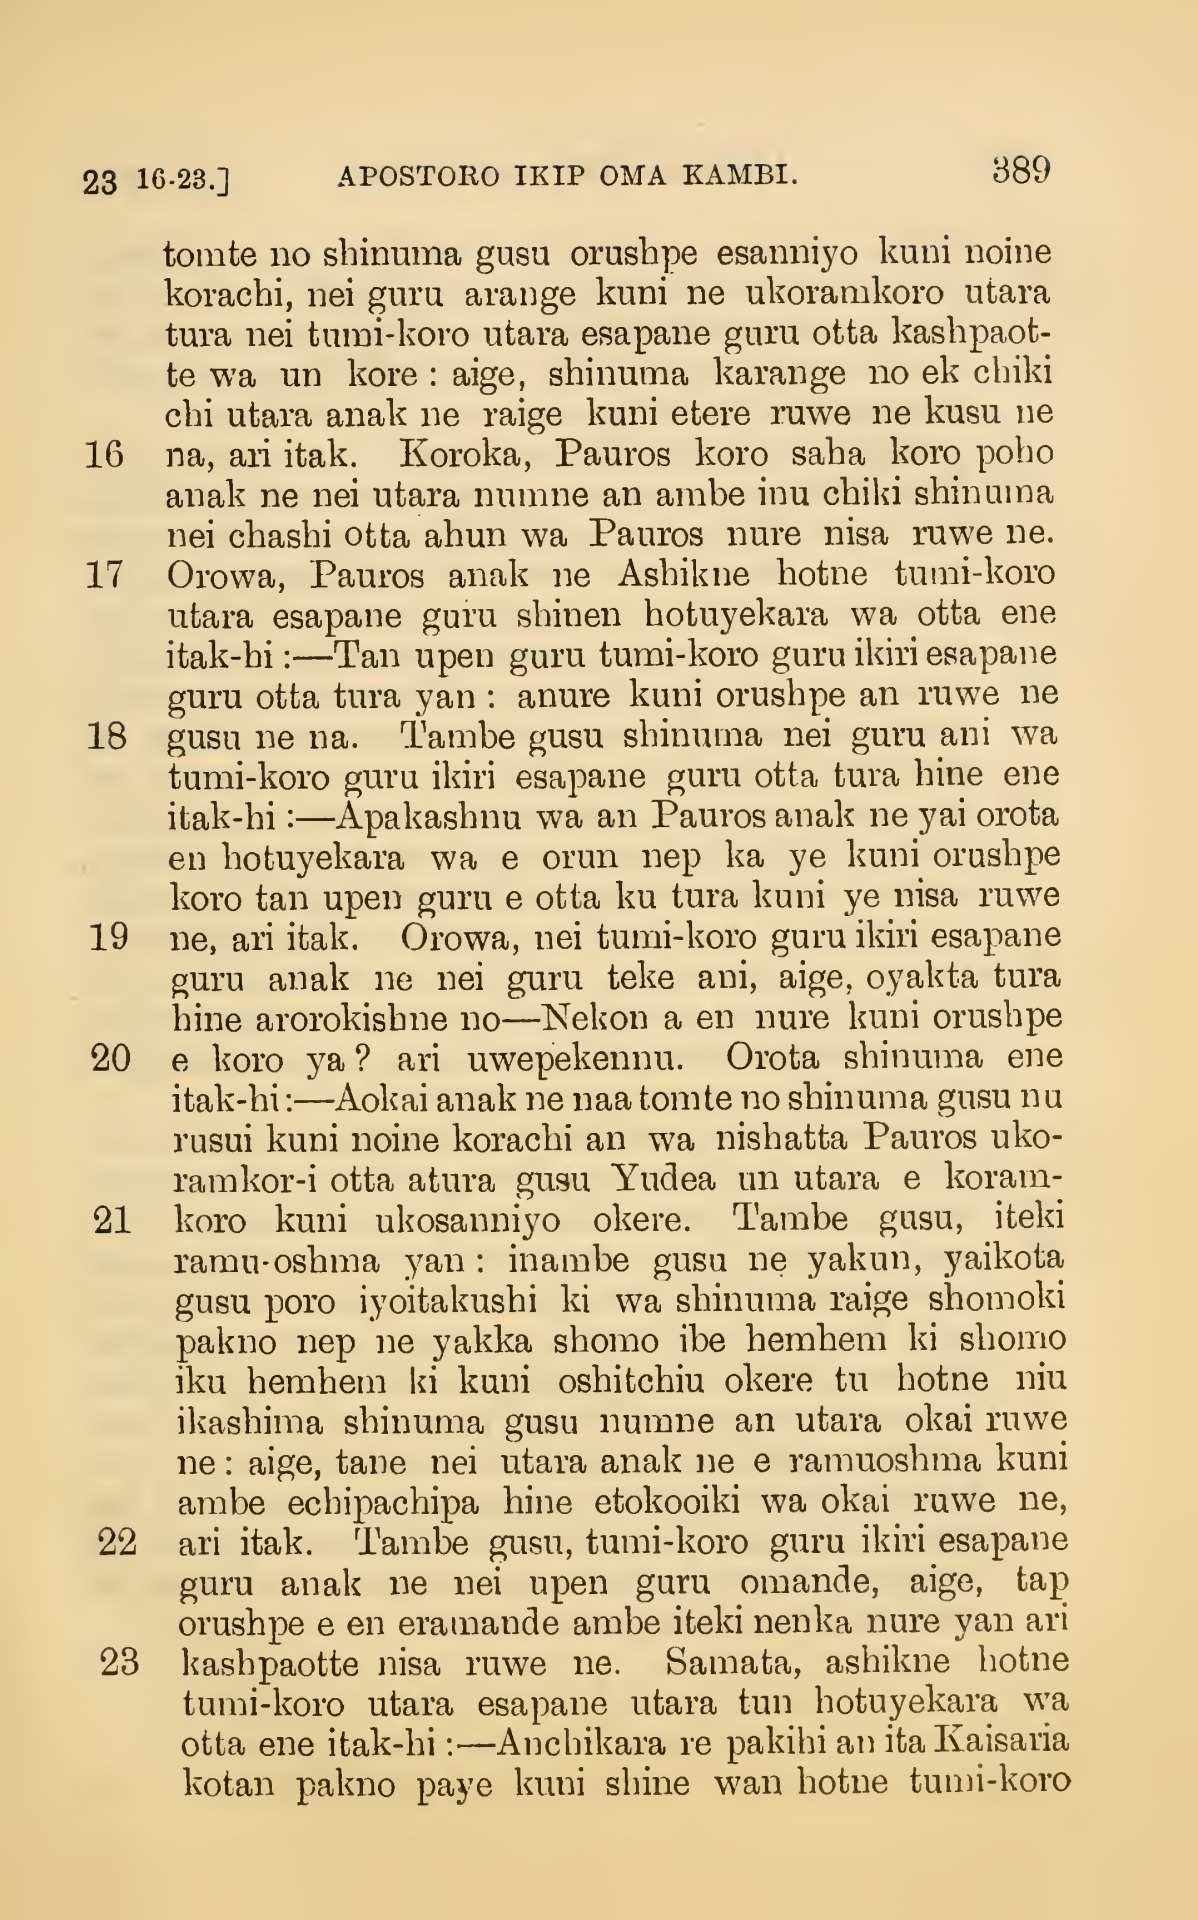 23 16-23.] APOSTORO IKIP OMA KAMBI. 389
tomte no shinuma gusu orushpe esanniyo kuni noine
korachi, nei guru arange kuni ne ukoramkoro utara
tura nei tumi-koro utara esapane guru otta kashpaot-
te wa un kore : aige, shinuma karange no ek chiki
chi utara anak ne raige kuni etere ruwe ne kusu ne
16 na, ari itak. Koroka, Pauros koro saha koro poho
anak ne nei utara numne an ambe inu chiki shinuma
nei chashi otta ahun wa Pauros nure nisa ruwe ne.
17 Orowa, Pauros anak ne Ashikne hotne tumi-koro
utara esapane guru shinen hotuyekara wa otta ene
itak-hi :—Tan upen guru tumi-koro guru ikiri esapane
guru otta tura yan : anure kuni orushpe an ruwe ne
18 gusu ne na. Tambe gusu shinuma nei guru ani wa
tumi-koro guru ikiri esapane guru otta tura hine ene
itak-hi :—Apakashnu wa an Pauros anak ne yai orota
en hotuyekara wa e orun nep ka ye kuni orushpe
koro tan upen guru e otta ku tura kuni ye nisa ruwe
19 ne, ari itak. Orowa, nei tumi-koro guru ikiri esapane
guru anak ne nei guru teke ani, aige, oyakta tura
hine arorokishne no—Nekon a en nure kuni orushpe
20 e koro ya ? ari uwepekennu. Orota shinuma ene
itak-hi :—Aokai anak ne naa tomte no shinuma gusu nu
rusui kuni noine korachi an wa nishatta Pauros uko-
ramkor-i otta atura gusu Yudea un utara e koram-
21 koro kuni ukosanniyo okere. Tambe gusu, iteki
ramu-oshma yan : inambe gusu ne yakun, yaikota
gusu poro iyoitakushi ki wa shinuma raige shomoki
pakno nep ne yakka shomo ibe hemhem ki shomo
iku hemhem ki kuni oshitchiu okere tu hotne niu
ikashima shinuma gusu numne an utara okai ruwe
ne : aige, tane nei utara anak ne e ramuoshma kuni
ambe echipachipa hine etokooiki wa okai ruwe ne,
22 ari itak. Tambe gusu, tumi-koro guru ikiri esapane
guru anak ne nei upen guru omande, aige, tap
orushpe e en eramande ambe iteki nenka nure yan ari
23 kashpaotte nisa ruwe ne. Samata, ashikne hotne
tumi-koro utara esapane utara tun hotuyekara wa
otta ene itak-hi :—Anchikara re pakihi an ita Kaisaria
kotan pakno paye kuni shine wan hotne tumi-koro